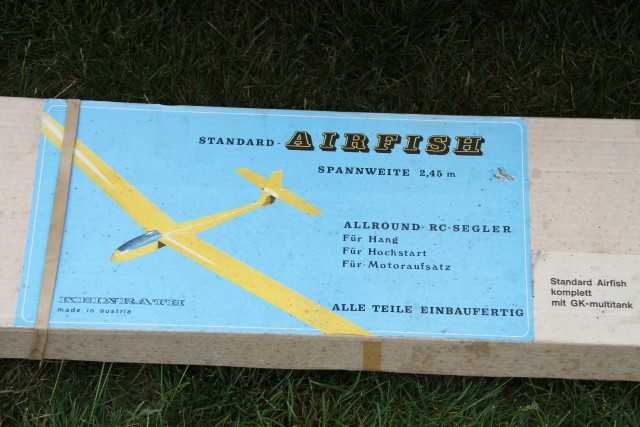 STANDARD-AIRFISH
SPANNWEITE 2,45 m
ALLROUND-RC-SEGLER
Für Hang
Für Hochstart
Für Motoraufsatz
ALLE TEILE EINBAUFERTIG
KEINRATH
made in austria
Standard Airfish
komplett
mit GK-multitank